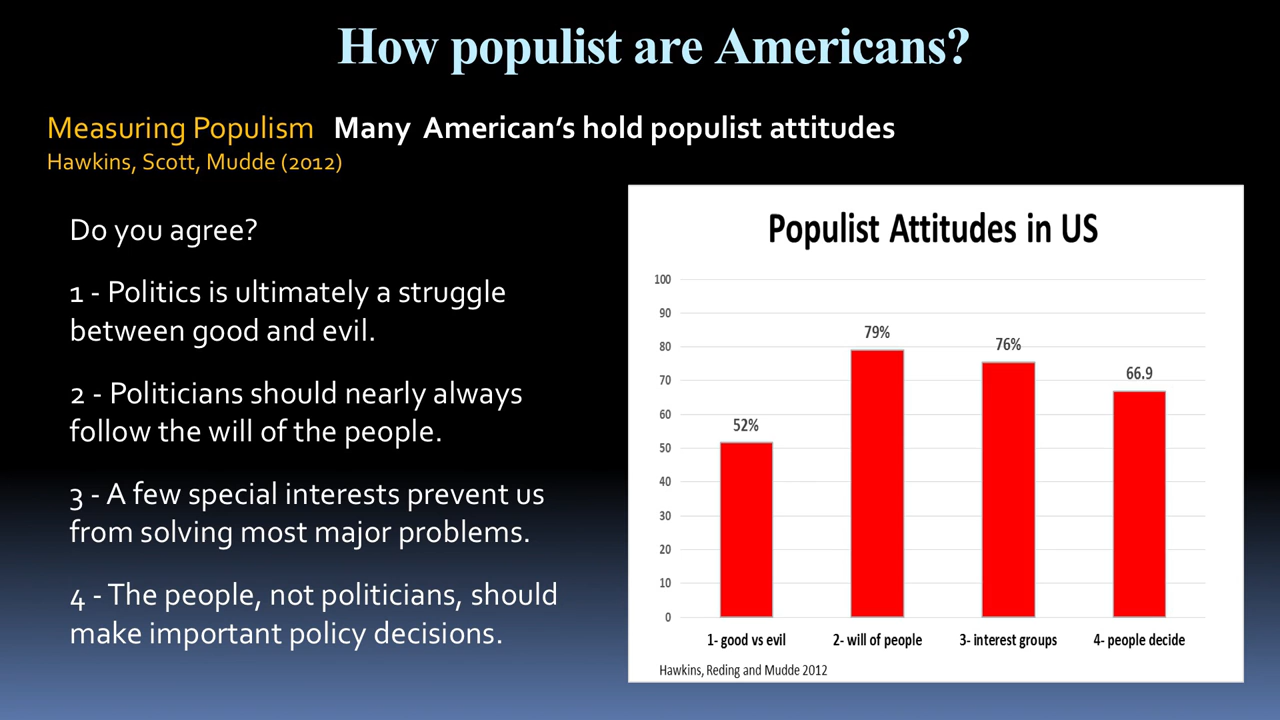 How populist are Americans?
Measuring Populism Many American's hold populist attitudes
Hawkins, Scott, Mudde (2012)
Do you agree?
1 - Politics is ultimately a struggle
between good and evil.
2 - Politicians should nearly always
follow the will of the people.
3 - A few special interests prevent us
from solving most major problems.
4 - The people, not politicians, should
make important policy decisions.
Populist Attitudes in US
100
90
80
70
60
50
40
30
20
10
0
52%
79%
76%
66.9
1- good vs evil
2- will of people
3- interest groups
4- people decide
Hawkins, Reding and Mudde 2012